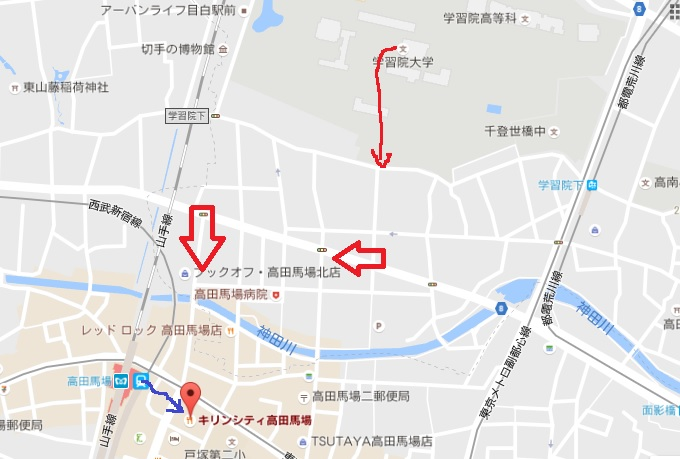 アーバンライフ目白駅前
学習院高等科
切手の博物館
学習院大学
東山藤稲荷神社
学習院下
千登世橋中
都電荒川線
学習院下
高南
西武新宿線
山手線
ブックオフ・高田馬場北店
高田馬場病院
都電荒川線
神田川
レッド ロック 高田馬場店
神田川
P
東京メトロ副都心線
高田馬場
高田馬場二郵便局
面影橋
キリンシティ高田馬場
馬場郵便局
山手線
TSUTAYA高田馬場店
戸塚第二小